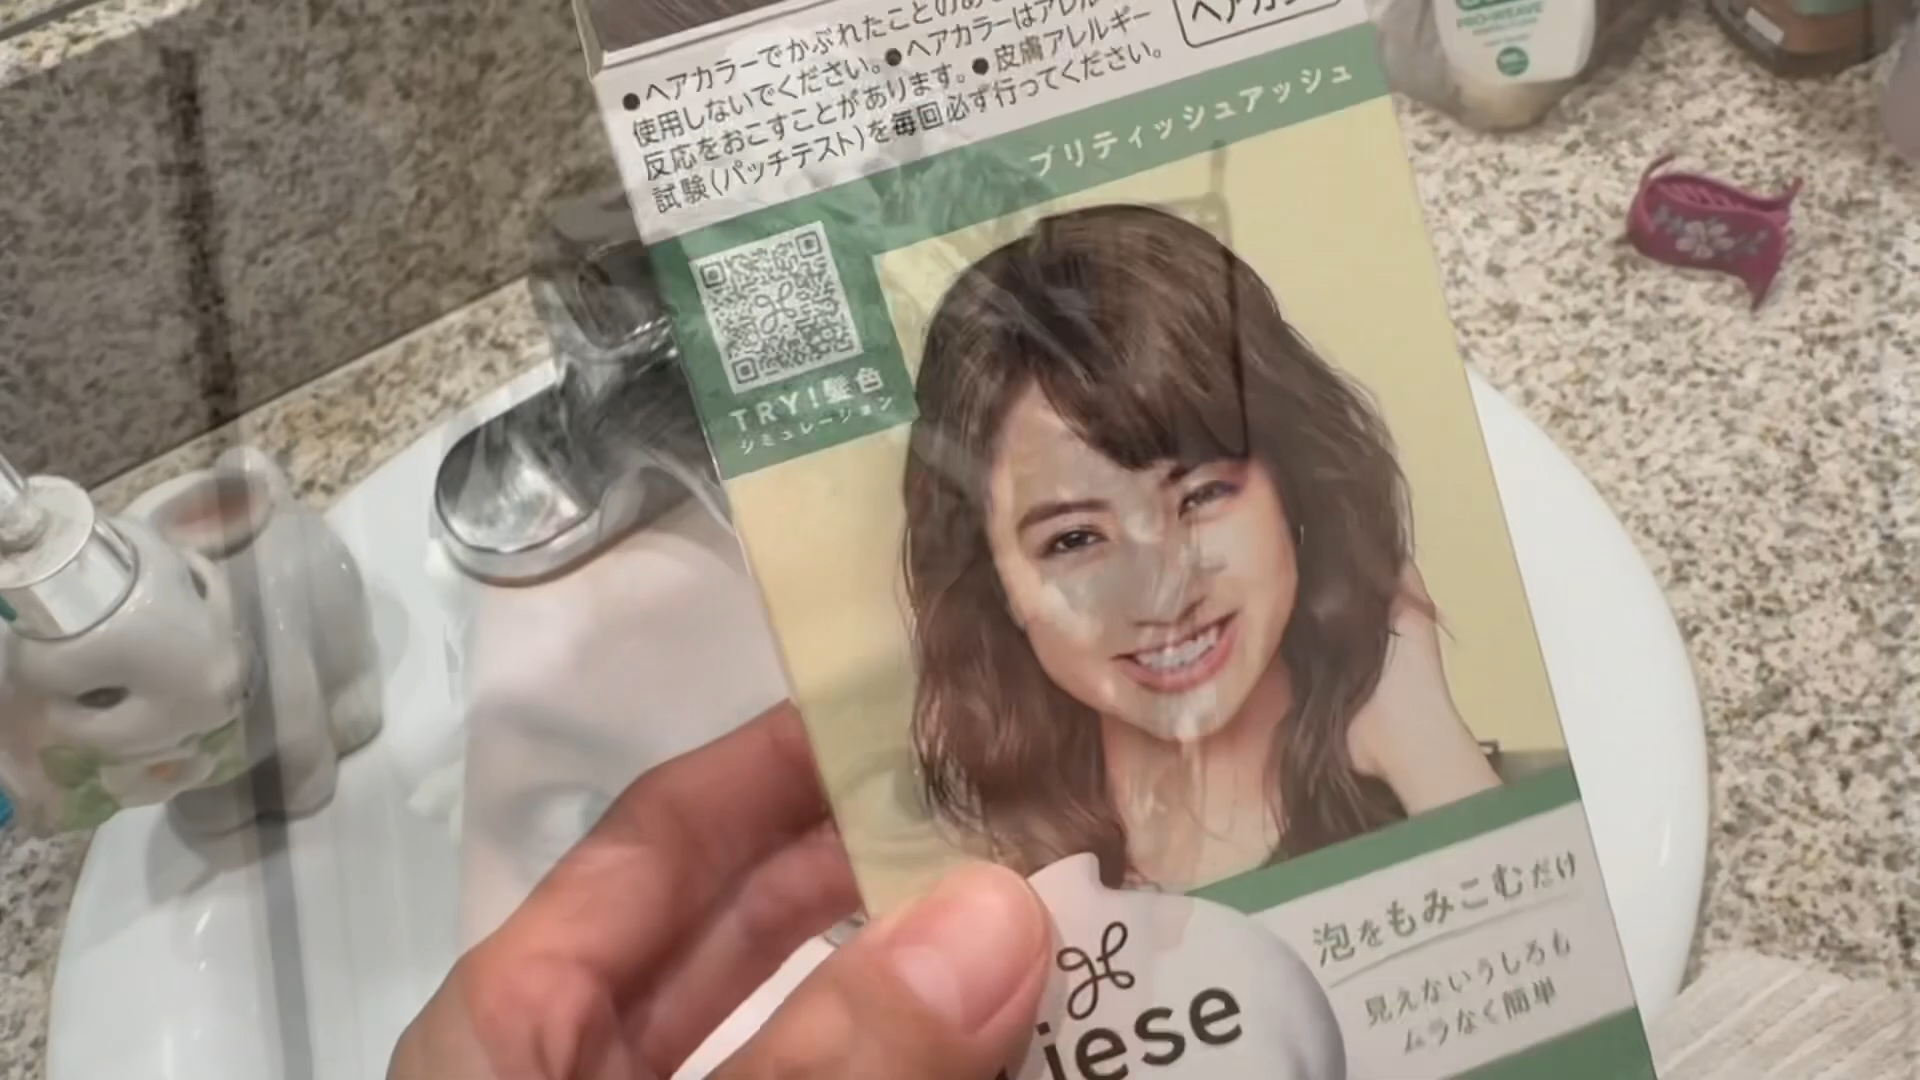 ●ヘアカラーでかぶれたことのあ
使用しないでください。●ヘアカラーはアレル
反応をおこすことがあります。●皮膚アレルギー
試験(パッチテスト)を毎回必ず行ってください。
ヘアカラー
ブリティッシュアッシュ
TRY!髪色
シミュレーション
泡をもみこむだけ
見えないうしろも
ムラなく簡単
iese